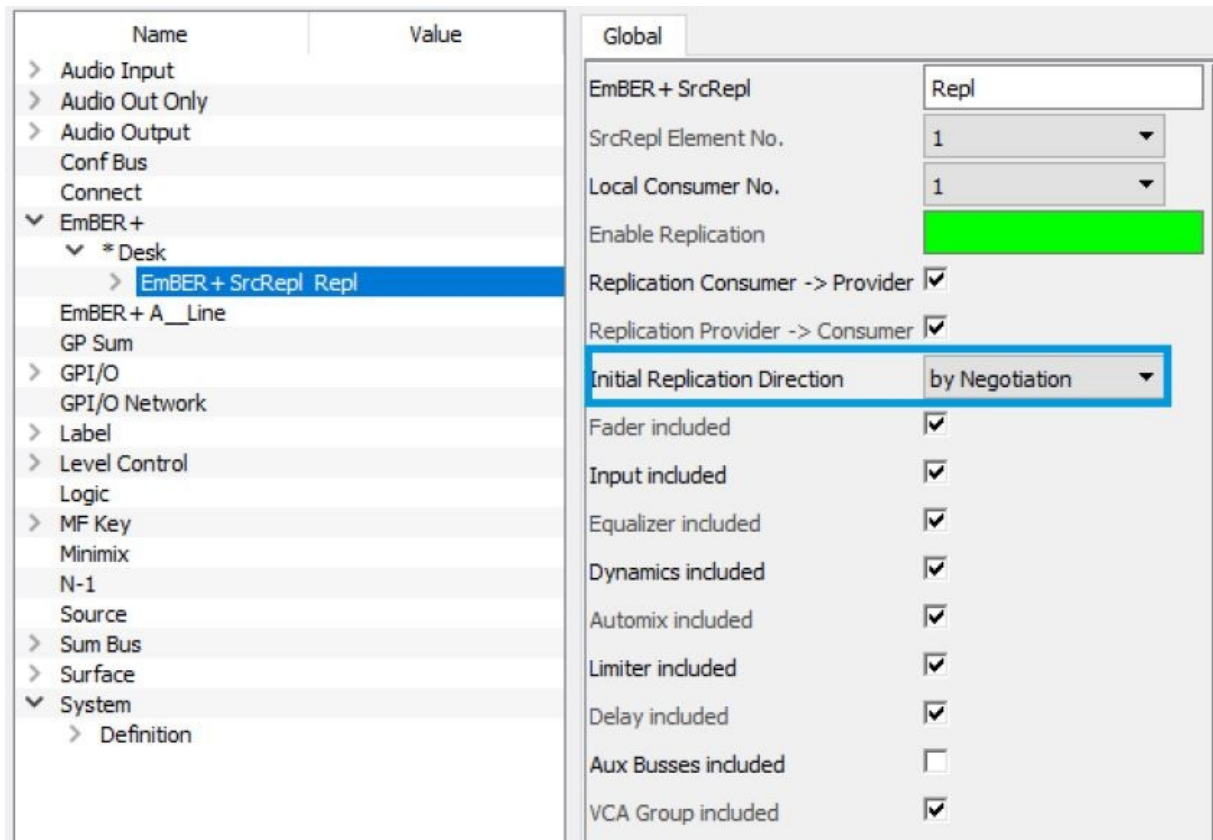 Name Value
Audio Input
Audio Out Only
Audio Output
Conf Bus
Connect
EmBER+
* Desk
EmBER+ SrcRepl Repl
EmBER+ A__Line
GP Sum
GPI/O
GPI/O Network
Label
Level Control
Logic
MF Key
Minimix
N-1
Source
Sum Bus
Surface
System
Definition
Global
EmBER+ SrcRepl Repl
SrcRepl Element No. 1
Local Consumer No. 1
Enable Replication
Replication Consumer -> Provider
Replication Provider -> Consumer
Initial Replication Direction by Negotiation
Fader included
Input included
Equalizer included
Dynamics included
Automix included
Limiter included
Delay included
Aux Busses included
VCA Group included